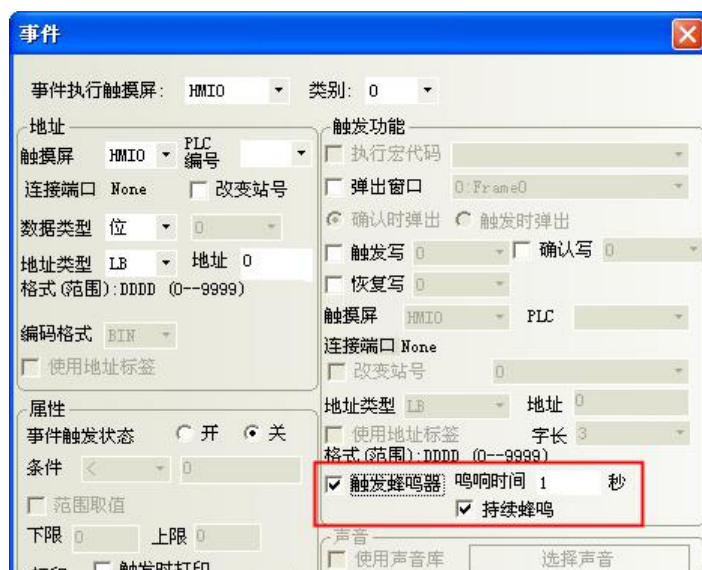 事件
事件执行触摸屏: HMI0 类别: 0
地址
触摸屏 HMI0 PLC编号
连接端口 None 改变站号
数据类型 位 0
地址类型 LB 地址 0
格式(范围):DDDD (0--9999)
编码格式 BIN
使用地址标签
属性
事件触发状态 开 关
条件 < 0
范围取值
下限 0 上限 0
触发时打印
触发功能
执行宏代码
弹出窗口 0:Frame0
确认时弹出 触发时弹出
触发写 0 确认写 0
恢复写 0
触摸屏 HMI0 PLC
连接端口 None
改变站号 0
地址类型 LB 地址 0
使用地址标签 字长 3
格式(范围):DDDD (0--9999)
触发蜂鸣器 鸣响时间 1 秒
持续蜂鸣
声音
使用声音库 选择声音